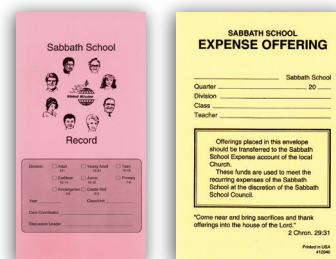 Sabbath School
Global Mission
Record
Division
Adult
Young Adult
Teen
Earliteen
Junior
Primary
Kindergarten
Cradle Roll
Year
Class/Unit
Class Coordinator
Discussion Leader
SABBATH SCHOOL
EXPENSE OFFERING
Sabbath School
Quarter 20
Division
Class
Teacher
Offerings placed in this envelope
should be transferred to the Sabbath
School Expense account of the local
Church.
These funds are used to meet the
recurring expenses of the Sabbath
School at the discretion of the Sabbath
School Council.
"Come near and bring sacrifices and thank
offerings into the house of the Lord."
2 Chron. 29:31
Printed in USA
412040